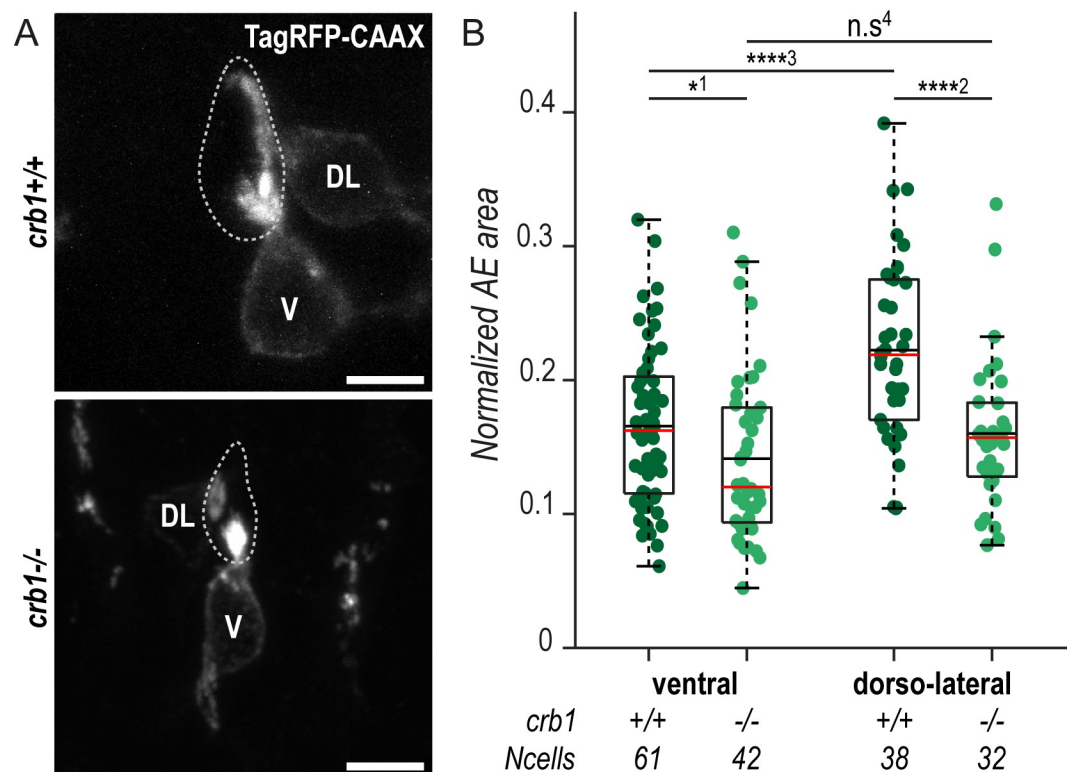 A
TagRFP-CAAX
DL
V
crb1+/+
DL
V
crb1-/-
B
n.s4
****3
*1
****2
Normalized AE area
0.4
0.3
0.2
0.1
0
ventral
dorso-lateral
crb1 +/+ -/- +/+ -/-
Ncells 61 42 38 32